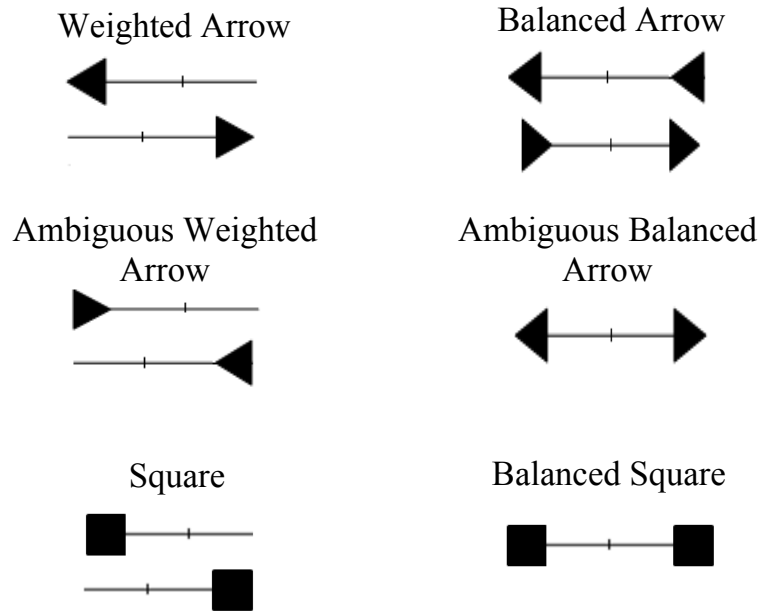 Weighted Arrow
Balanced Arrow
Ambiguous Weighted
Arrow
Ambiguous Balanced
Arrow
Square
Balanced Square